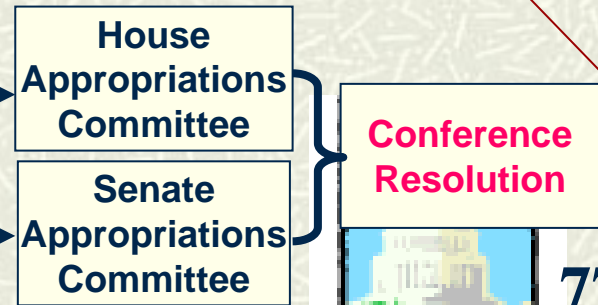 House
Appropriations
Committee
Senate
Appropriations
Committee
Conference
Resolution